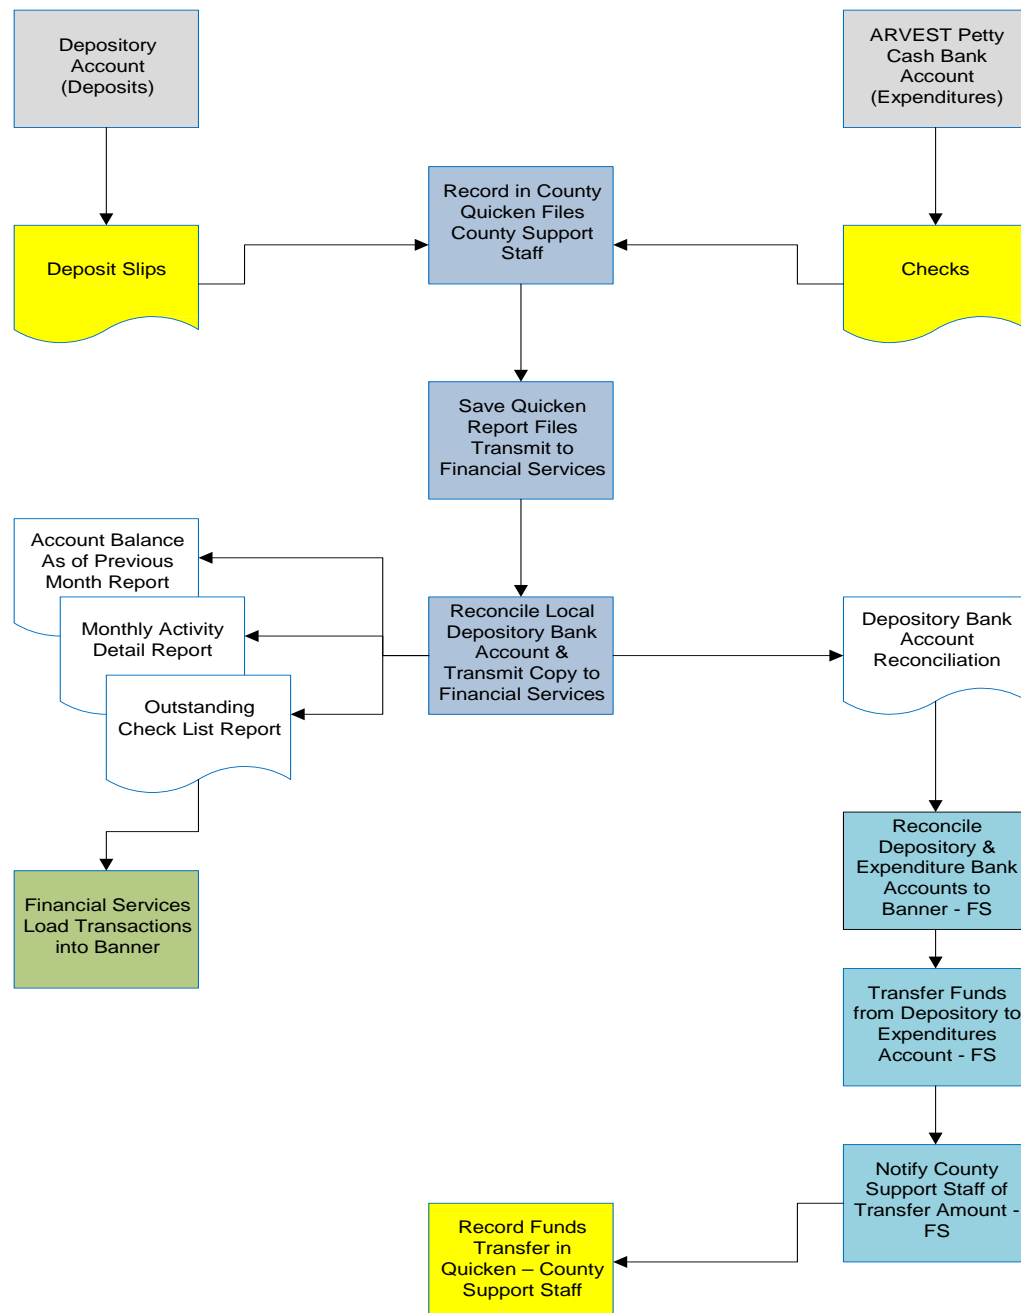 Depository
Account
(Deposits)
ARVEST Petty
Cash Bank
Account
(Expenditures)
Record in County
Quicken Files
County Support
Staff
Deposit Slips
Checks
Save Quicken
Report Files
Transmit to
Financial Services
Account Balance
As of Previous
Month Report
Monthly Activity
Detail Report
Outstanding
Check List Report
Reconcile Local
Depository Bank
Account &
Transmit Copy to
Financial Services
Depository Bank
Account
Reconciliation
Reconcile
Depository &
Expenditure Bank
Accounts to
Banner - FS
Financial Services
Load Transactions
into Banner
Transfer Funds
from Depository to
Expenditures
Account - FS
Notify County
Support Staff of
Transfer Amount -
FS
Record Funds
Transfer in
Quicken – County
Support Staff